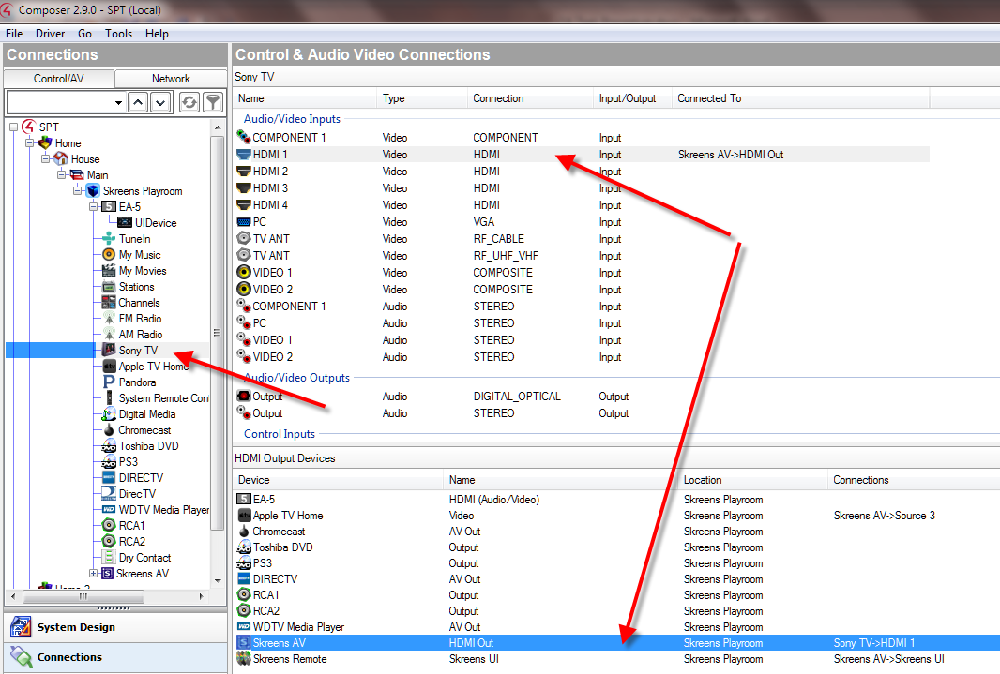 Composer 2.9.0 - SPT (Local)
File Driver Go Tools Help
Connections
Control/AV Network
SPT
Home
House
Main
Skreens Playroom
EA-5
UIDevice
TuneIn
My Music
My Movies
Stations
Channels
FM Radio
AM Radio
Sony TV
Apple TV Home
Pandora
System Remote Con
Digital Media
Chromecast
Toshiba DVD
PS3
DIRECTV
DirecTV
WDTV Media Player
RCA1
RCA2
Dry Contact
Skreens AV
System Design
Connections
Control & Audio Video Connections
Sony TV
Name Type Connection Input/Output Connected To
Audio/Video Inputs
COMPONENT 1 Video COMPONENT Input
HDMI 1 Video HDMI Input Skreens AV->HDMI Out
HDMI 2 Video HDMI Input
HDMI 3 Video HDMI Input
HDMI 4 Video HDMI Input
PC Video VGA Input
TV ANT Video RF_CABLE Input
TV ANT Video RF_UHF_VHF Input
VIDEO 1 Video COMPOSITE Input
VIDEO 2 Video COMPOSITE Input
COMPONENT 1 Audio STEREO Input
PC Audio STEREO Input
VIDEO 1 Audio STEREO Input
VIDEO 2 Audio STEREO Input
Audio/Video Outputs
Output Audio DIGITAL_OPTICAL Output
Output Audio STEREO Output
Control Inputs
HDMI Output Devices
Device Name Location Connections
EA-5 HDMI (Audio/Video) Skreens Playroom
Apple TV Home Video Skreens Playroom Skreens AV->Source 3
Chromecast AV Out Skreens Playroom
Toshiba DVD Output Skreens Playroom
PS3 Output Skreens Playroom
DIRECTV AV Out Skreens Playroom
RCA1 Output Skreens Playroom
RCA2 Output Skreens Playroom
WDTV Media Player AV Out Skreens Playroom
Skreens AV HDMI Out Skreens Playroom Sony TV->HDMI 1
Skreens Remote Skreens UI Skreens Playroom Skreens AV->Skreens UI